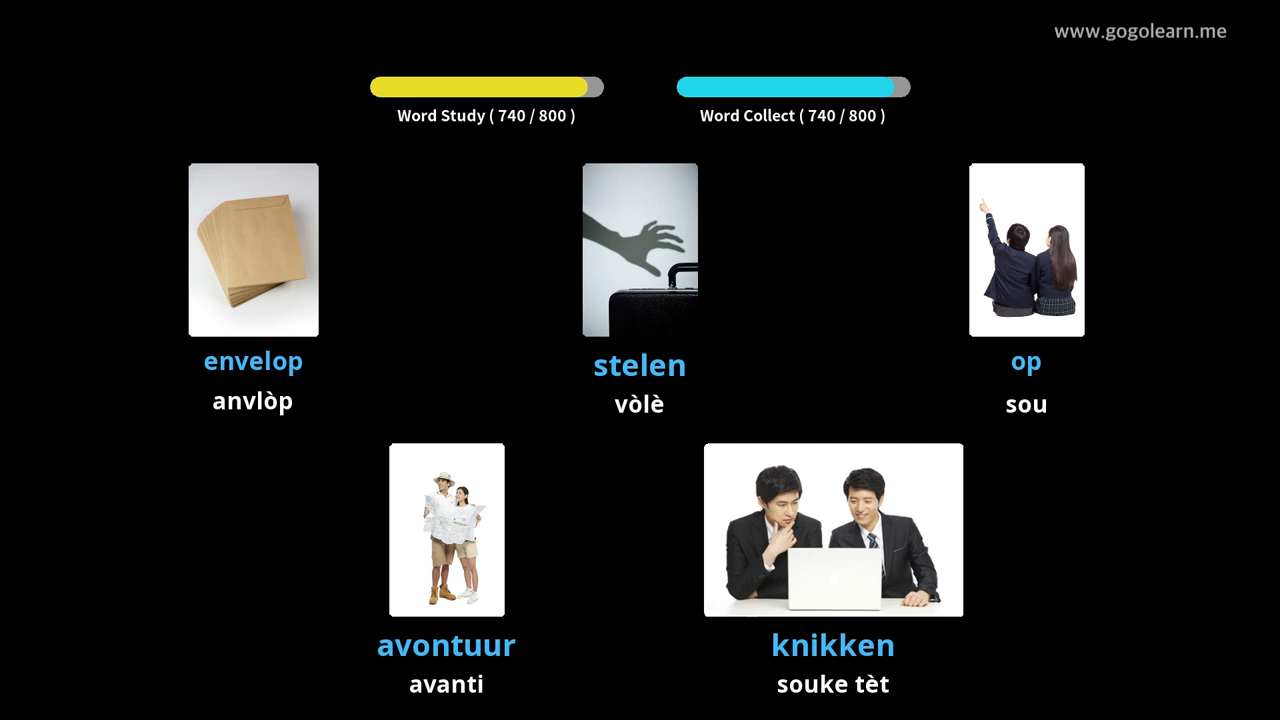 www.gogolearn.me
Word Study ( 740 / 800 )
Word Collect ( 740 / 800 )
envelop
anvlòp
stelen
vòlè
op
sou
avontuur
avanti
knikken
souke tèt